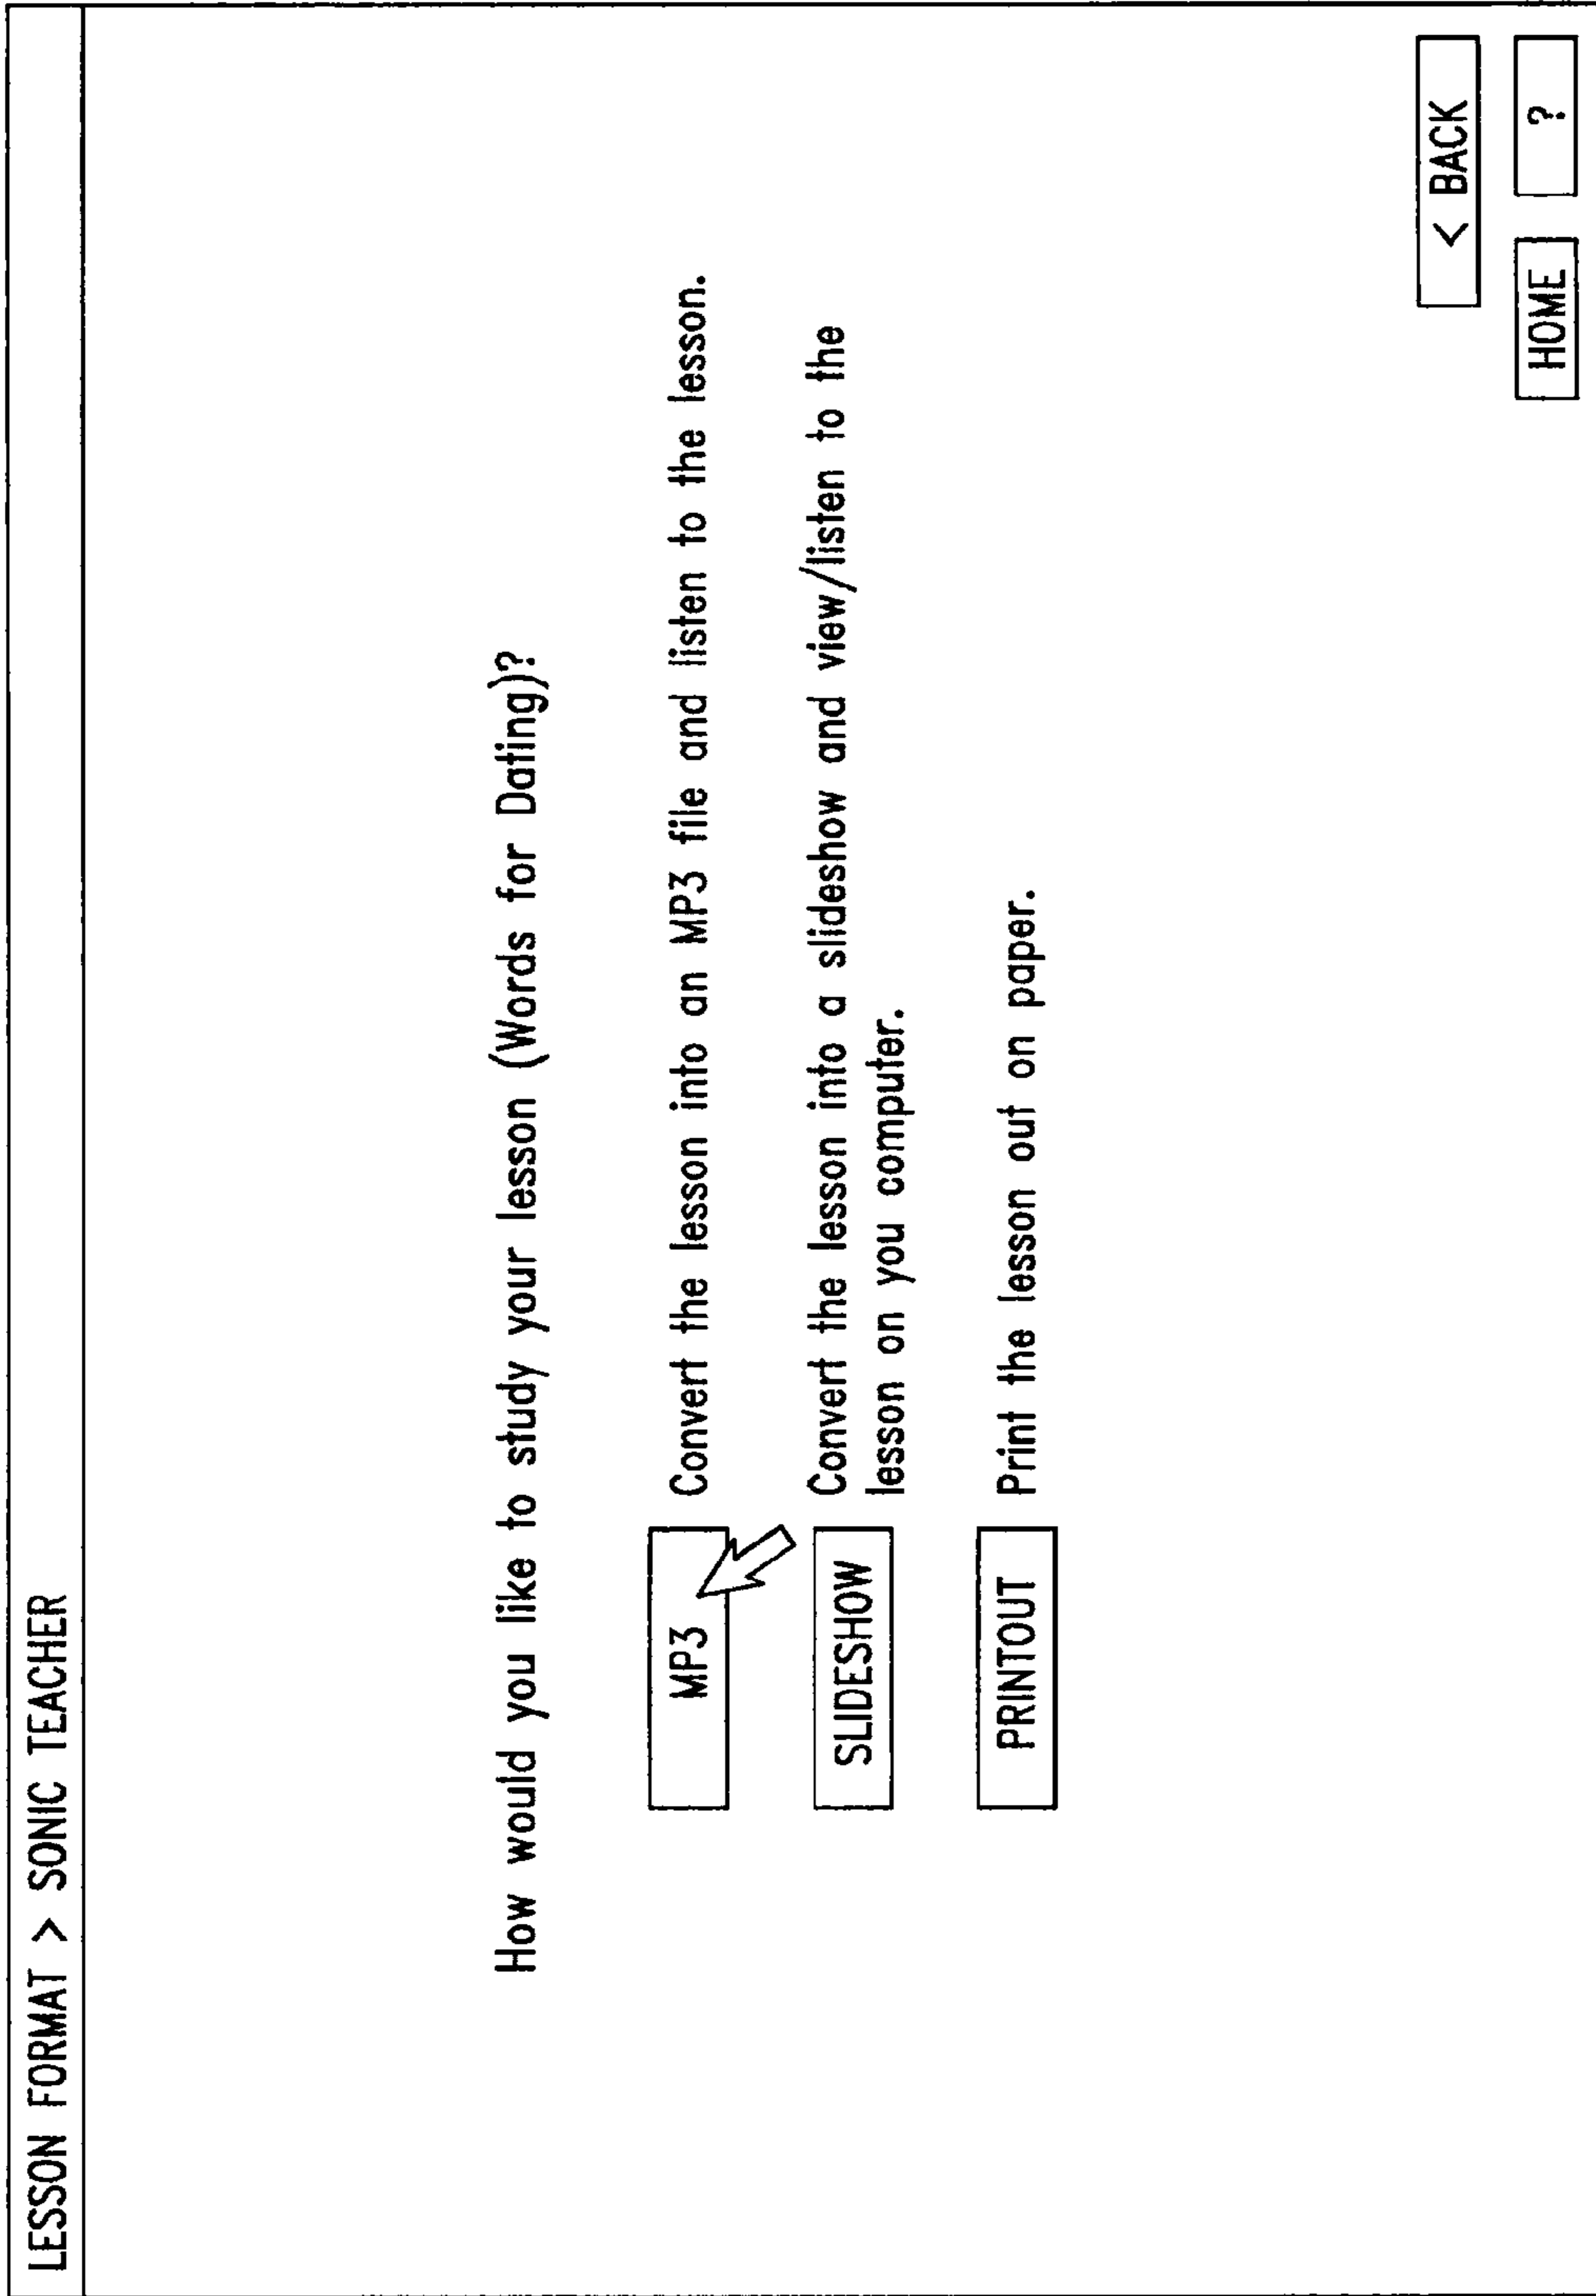 LESSON FORMAT > SONIC TEACHER
How would you like to study your lesson (Words for Dating)?
MP3 Convert the lesson into an MP3 file and listen to the lesson.
SLIDESHOW Convert the lesson into a slideshow and view/listen to the
lesson on you computer.
PRINTOUT Print the lesson out on paper.
< BACK
HOME ?